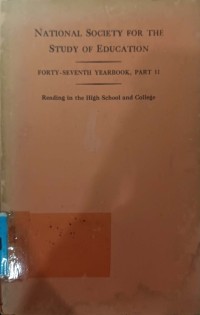 NATIONAL SOCIETY FOR THE
STUDY OF EDUCATION
FORTY-SEVENTH YEARBOOK, PART II
Reading in the High School and College